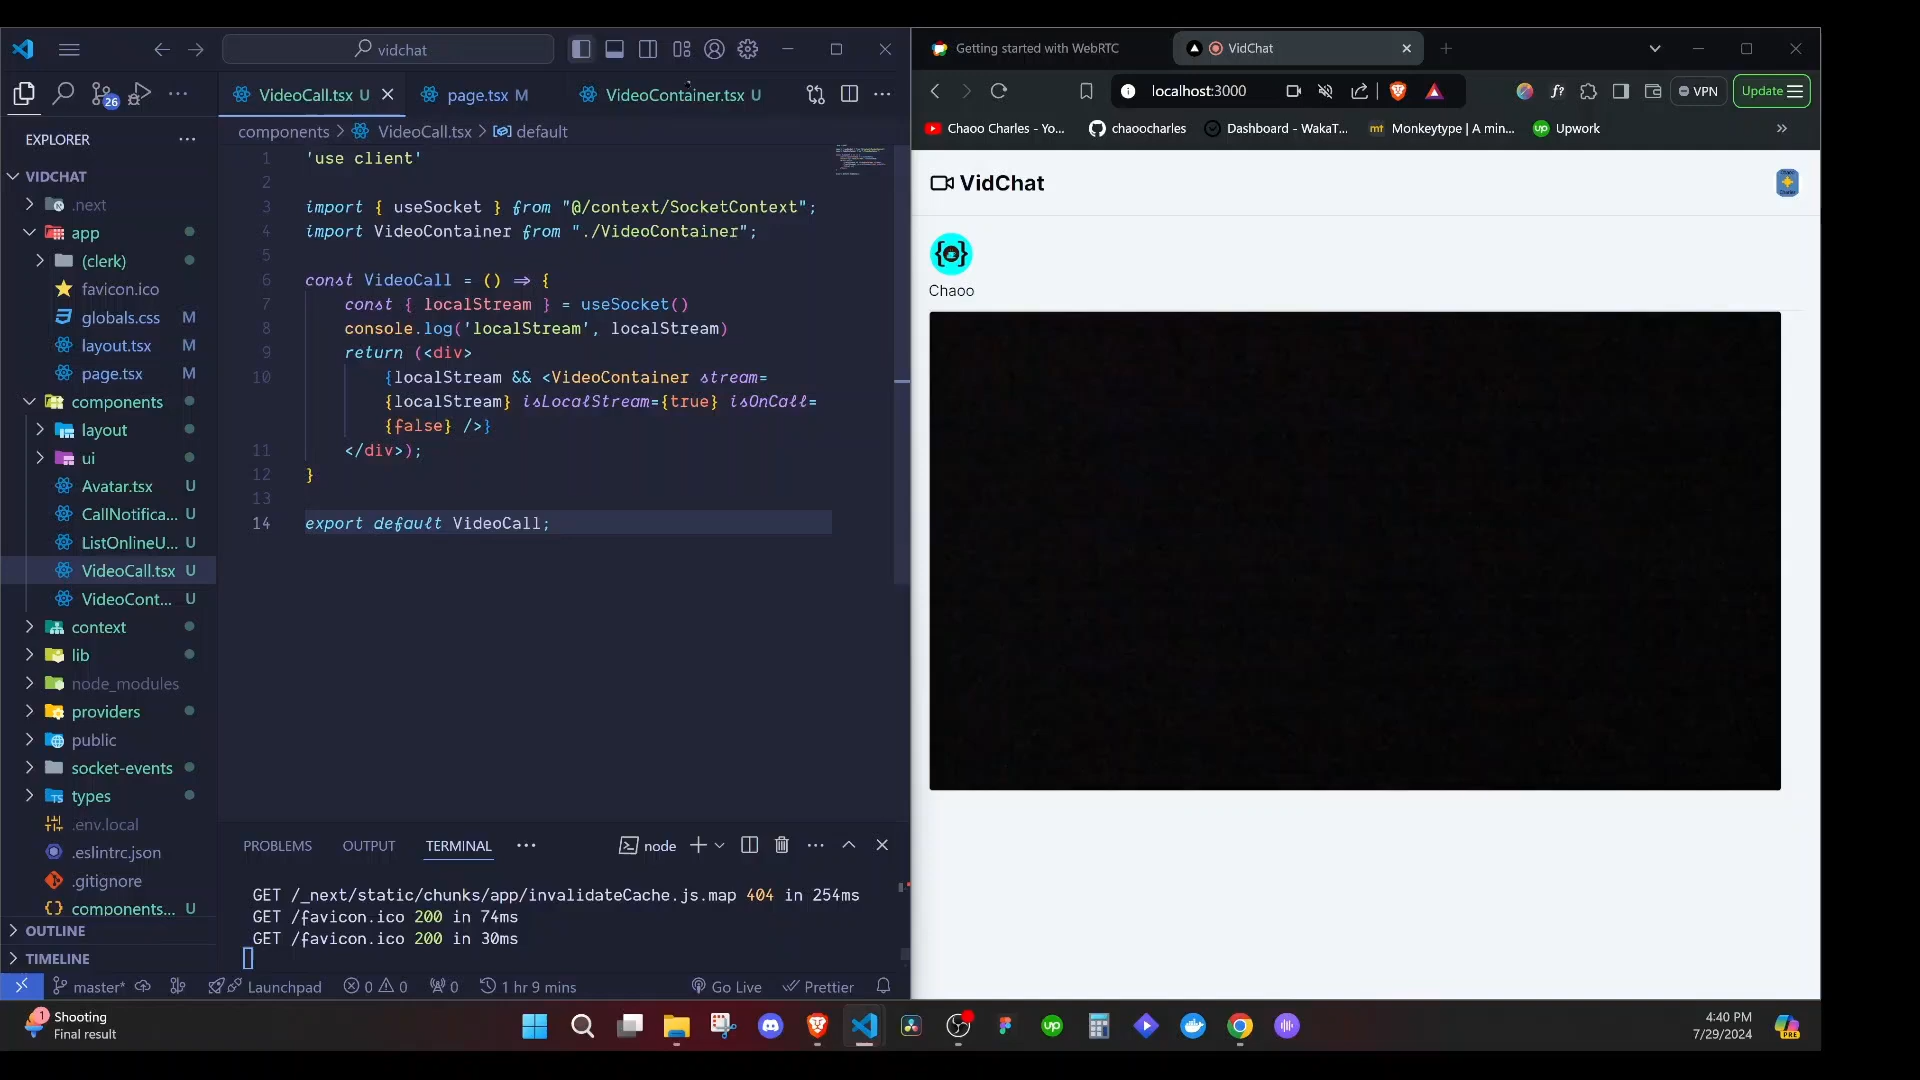 vidchat
26
VideoCall.tsx U
page.tsx M
VideoContainer.tsx U
EXPLORER
components > VideoCall.tsx > default
VIDCHAT
.next
app
(clerk)
favicon.ico
globals.css M
layout.tsx M
page.tsx M
components
layout
ui
Avatar.tsx U
CallNotifica... U
ListOnlineU... U
VideoCall.tsx U
VideoCont... U
context
lib
node_modules
providers
public
socket-events
types
.env.local
.eslintrc.json
.gitignore
components... U
OUTLINE
TIMELINE
1 'use client'
2
3 import { useSocket } from "@/context/SocketContext";
4 import VideoContainer from "./VideoContainer";
5
6 const VideoCall = () => {
7 const { localStream } = useSocket()
8 console.log('localStream', localStream)
9 return (<div>
10 {localStream && <VideoContainer stream=
{localStream} isLocalStream={true} isOnCall=
{false} />}
11 </div>);
12 }
13
14 export default VideoCall;
PROBLEMS OUTPUT TERMINAL
node
GET /_next/static/chunks/app/invalidateCache.js.map 404 in 254ms
GET /favicon.ico 200 in 74ms
GET /favicon.ico 200 in 30ms
master* Launchpad 0 0 0 1 hr 9 mins Go Live Prettier
Getting started with WebRTC
VidChat
localhost:3000
f?
VPN
Update
Chaoo Charles - Yo...
chaoocharles
Dashboard - WakaT...
mt Monkeytype | A min...
up Upwork
VidChat
Chaoo
1
Shooting
Final result
up
4:40 PM
7/29/2024
PRE